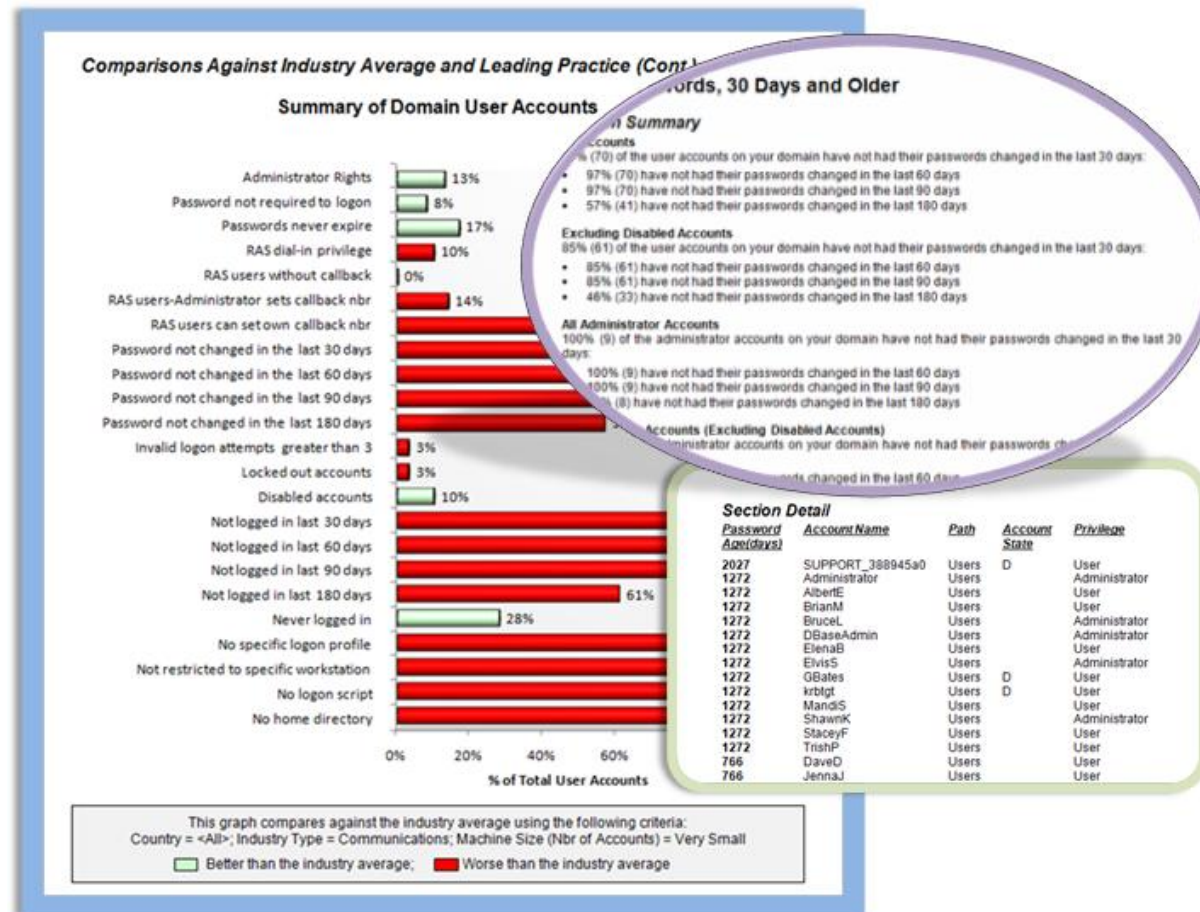 Comparisons Against Industry Average and Leading Practice (Cont.)
Summary of Domain User Accounts
Administrator Rights 13%
Password not required to logon 8%
Passwords never expire 17%
RAS dial-in privilege 10%
RAS users without callback 0%
RAS users-Administrator sets callback nbr 14%
RAS users can set own callback nbr
Password not changed in the last 30 days
Password not changed in the last 60 days
Password not changed in the last 90 days
Password not changed in the last 180 days
Invalid logon attempts greater than 3 3%
Locked out accounts 3%
Disabled accounts 10%
Not logged in last 30 days
Not logged in last 60 days
Not logged in last 90 days
Not logged in last 180 days 61%
Never logged in 28%
No specific logon profile
Not restricted to specific workstation
No logon script
No home directory
0% 20% 40% 60%
% of Total User Accounts
This graph compares against the industry average using the following criteria:
Country = <All>; Industry Type = Communications; Machine Size (Nbr of Accounts) = Very Small
Better than the industry average; Worse than the industry average
30 Days and Older
Summary
% (70) of the user accounts on your domain have not had their passwords changed in the last 30 days:
• 97% (70) have not had their passwords changed in the last 60 days
• 97% (70) have not had their passwords changed in the last 90 days
• 57% (41) have not had their passwords changed in the last 180 days
Excluding Disabled Accounts
85% (61) of the user accounts on your domain have not had their passwords changed in the last 30 days:
• 85% (61) have not had their passwords changed in the last 60 days
• 85% (61) have not had their passwords changed in the last 90 days
• 46% (33) have not had their passwords changed in the last 180 days
All Administrator Accounts
100% (9) of the administrator accounts on your domain have not had their passwords changed in the last 30
days:
100% (9) have not had their passwords changed in the last 60 days
100% (9) have not had their passwords changed in the last 90 days
(8) have not had their passwords changed in the last 180 days
Accounts (Excluding Disabled Accounts)
administrator accounts on your domain have not had their passwords
passwords changed in the last 60 days
Section Detail
Password Account Name Path Account Privilege
Age(days) State
2027 SUPPORT_388945a0 Users D User
1272 Administrator Users Administrator
1272 AlbertE Users User
1272 BrianM Users User
1272 BruceL Users Administrator
1272 DBaseAdmin Users Administrator
1272 ElenaB Users User
1272 ElvisS Users Administrator
1272 GBates Users D User
1272 krbtgt Users D User
1272 MandiS Users User
1272 ShawnK Users Administrator
1272 StaceyF Users User
1272 TrishP Users User
766 DaveD Users User
766 JennaJ Users User